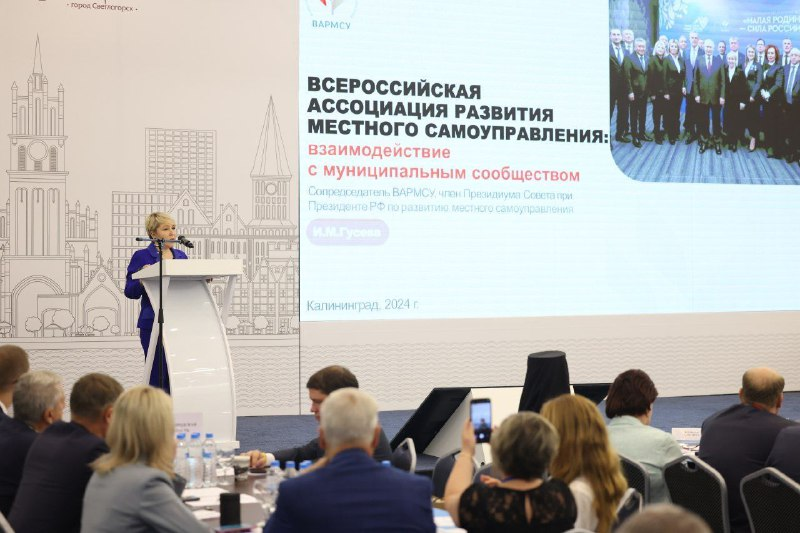 город Светлогорск
ВАРМСУ
«МАЛАЯ РОДИНА
СИЛА РОССИИ
ВСЕРОССИЙСКАЯ
АССОЦИАЦИЯ РАЗВИТИЯ
МЕСТНОГО САМОУПРАВЛЕНИЯ:
взаимодействие
с муниципальным сообществом
Сопредседатель ВАРМСУ, член Президиума Совета при
Президенте РФ по развитию местного самоуправления
И.М.Гусева
Калининград, 2024 г.